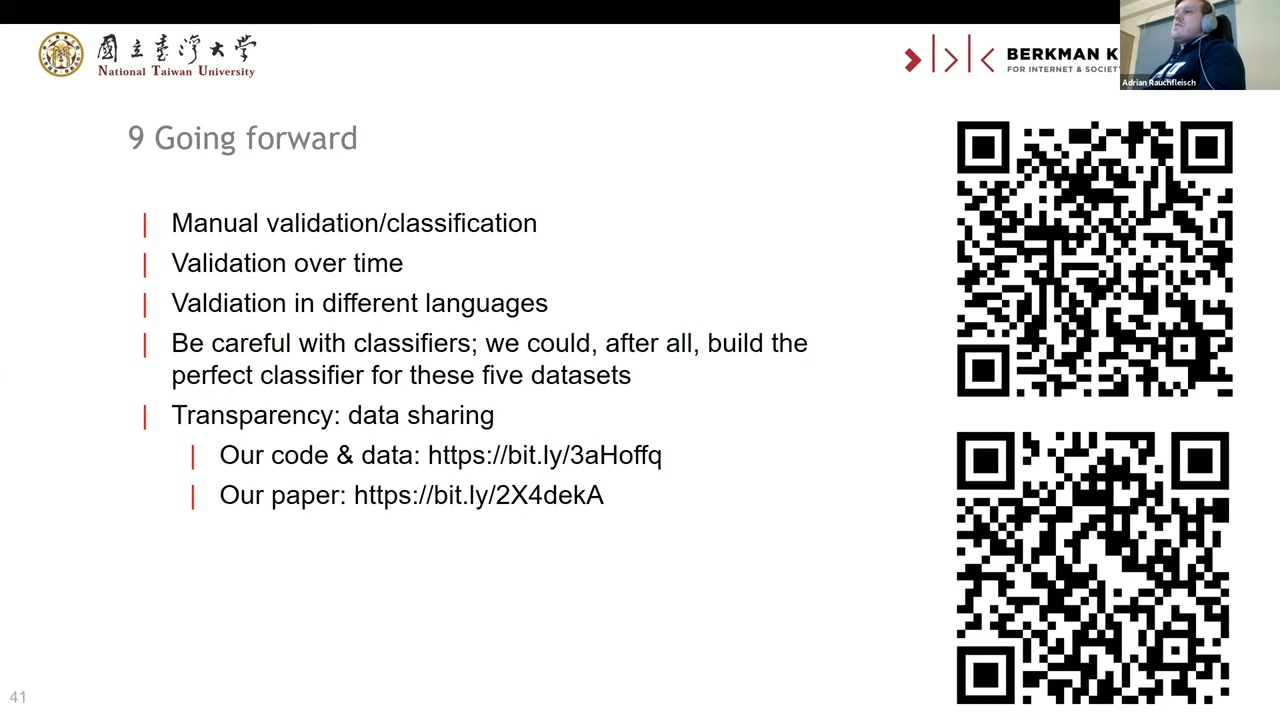 國立臺灣大學
National Taiwan University
BERKMAN K
FOR INTERNET & SOCIETY
Adrian Rauchfleisch
9 Going forward
| Manual validation/classification
| Validation over time
| Valdiation in different languages
| Be careful with classifiers; we could, after all, build the
perfect classifier for these five datasets
| Transparency: data sharing
| Our code & data: https://bit.ly/3aHoffq
| Our paper: https://bit.ly/2X4dekA
41